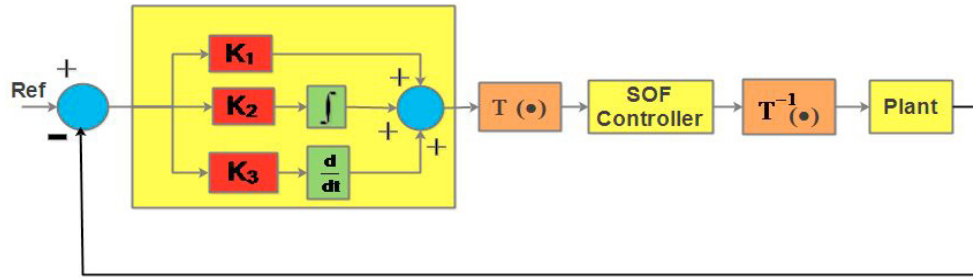 Ref
+
−
K₁
K₂
∫
K₃
d
dt
+
+
+
T (•)
SOF
Controller
T⁻¹ (•)
Plant